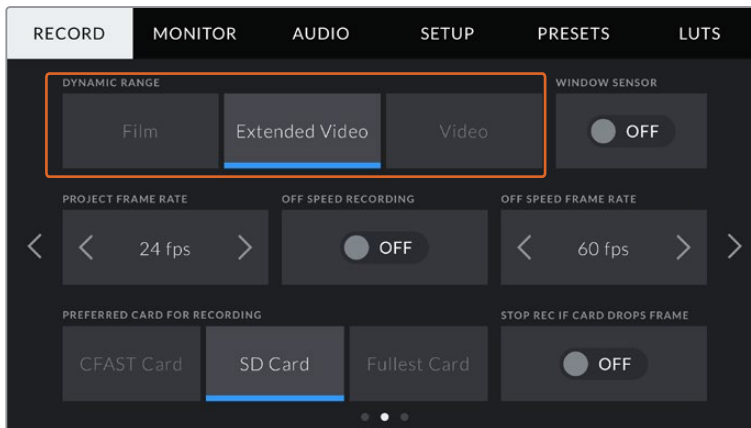 RECORD MONITOR AUDIO SETUP PRESETS LUTS
DYNAMIC RANGE WINDOW SENSOR
Film Extended Video Video OFF
PROJECT FRAME RATE OFF SPEED RECORDING OFF SPEED FRAME RATE
24 fps OFF 60 fps
PREFERRED CARD FOR RECORDING STOP REC IF CARD DROPS FRAME
CFAST Card SD Card Fullest Card OFF